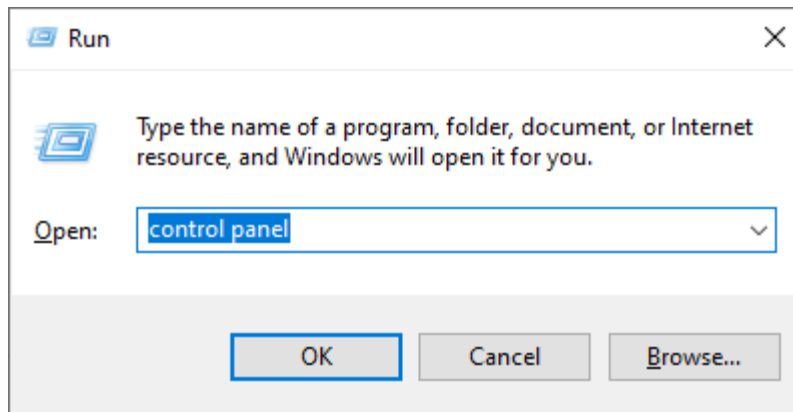 Run
Type the name of a program, folder, document, or Internet
resource, and Windows will open it for you.
Open: control panel
OK Cancel Browse...